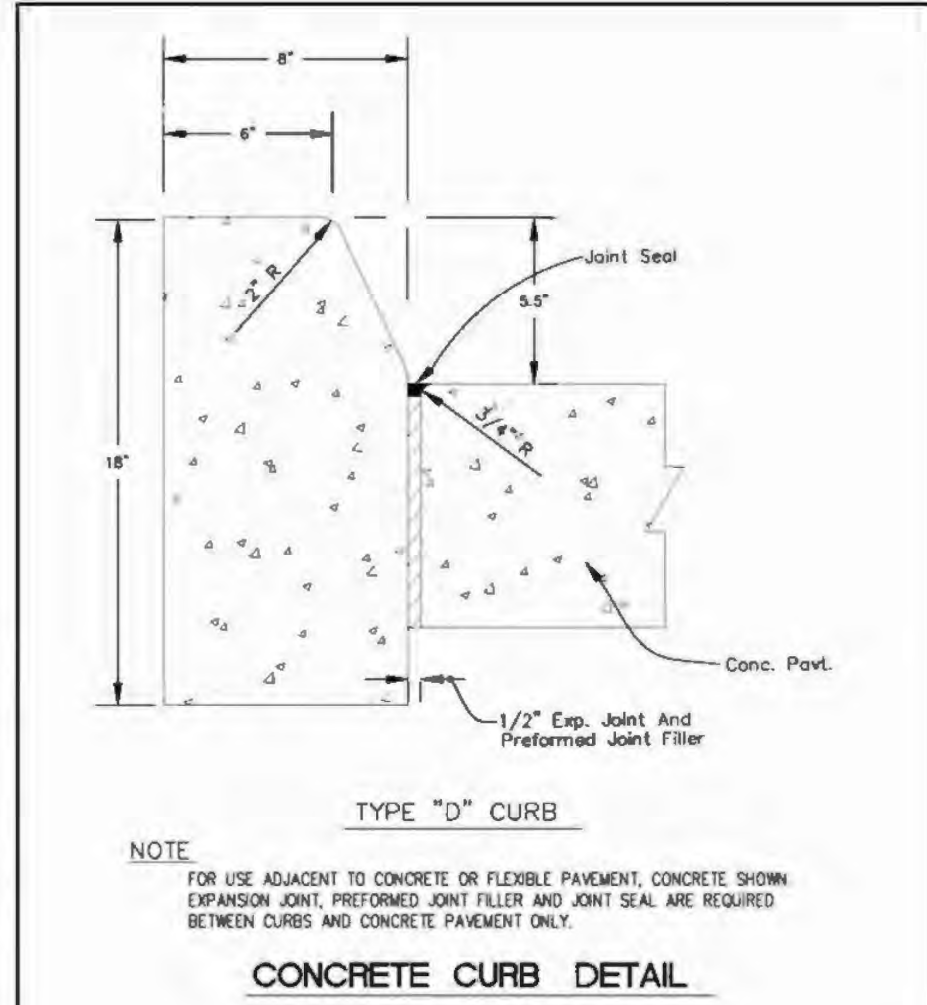 8"
6"
2" R
Joint Seal
5.5"
3/4" R
18"
Conc. Pavt.
1/2" Exp. Joint And
Preformed Joint Filler
TYPE "D" CURB
NOTE
FOR USE ADJACENT TO CONCRETE OR FLEXIBLE PAVEMENT, CONCRETE SHOWN
EXPANSION JOINT, PREFORMED JOINT FILLER AND JOINT SEAL ARE REQUIRED
BETWEEN CURBS AND CONCRETE PAVEMENT ONLY.
CONCRETE CURB DETAIL